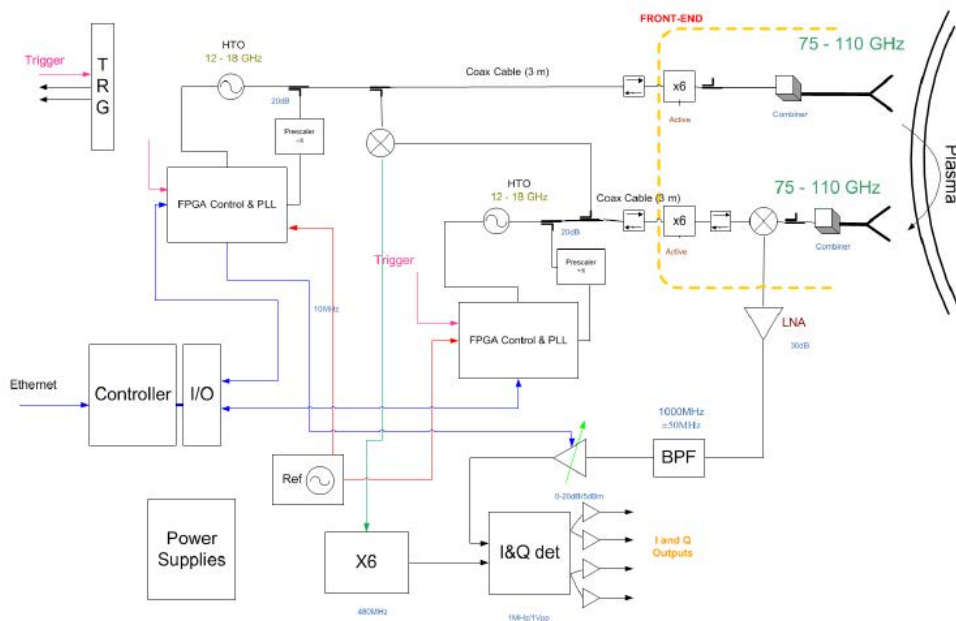 FRONT-END
75 - 110 GHz
HTO
12 - 18 GHz
Trigger
T
R
G
Coax Cable (3 m)
x6
20dB
Active
Combiner
Prescaler
FPGA Control & PLL
Plasma
HTO
12 - 18 GHz
75 - 110 GHz
Coax Cable (3 m)
x6
20dB
Active
Combiner
Trigger
Prescaler
10MHz
FPGA Control & PLL
LNA
30dB
Ethernet
Controller
I/O
1000MHz
±50MHz
BPF
Ref
0-20dB/5dBm
Power
Supplies
X6
I&Q det
I and Q
Outputs
480MHz
1MHz/1Vpp